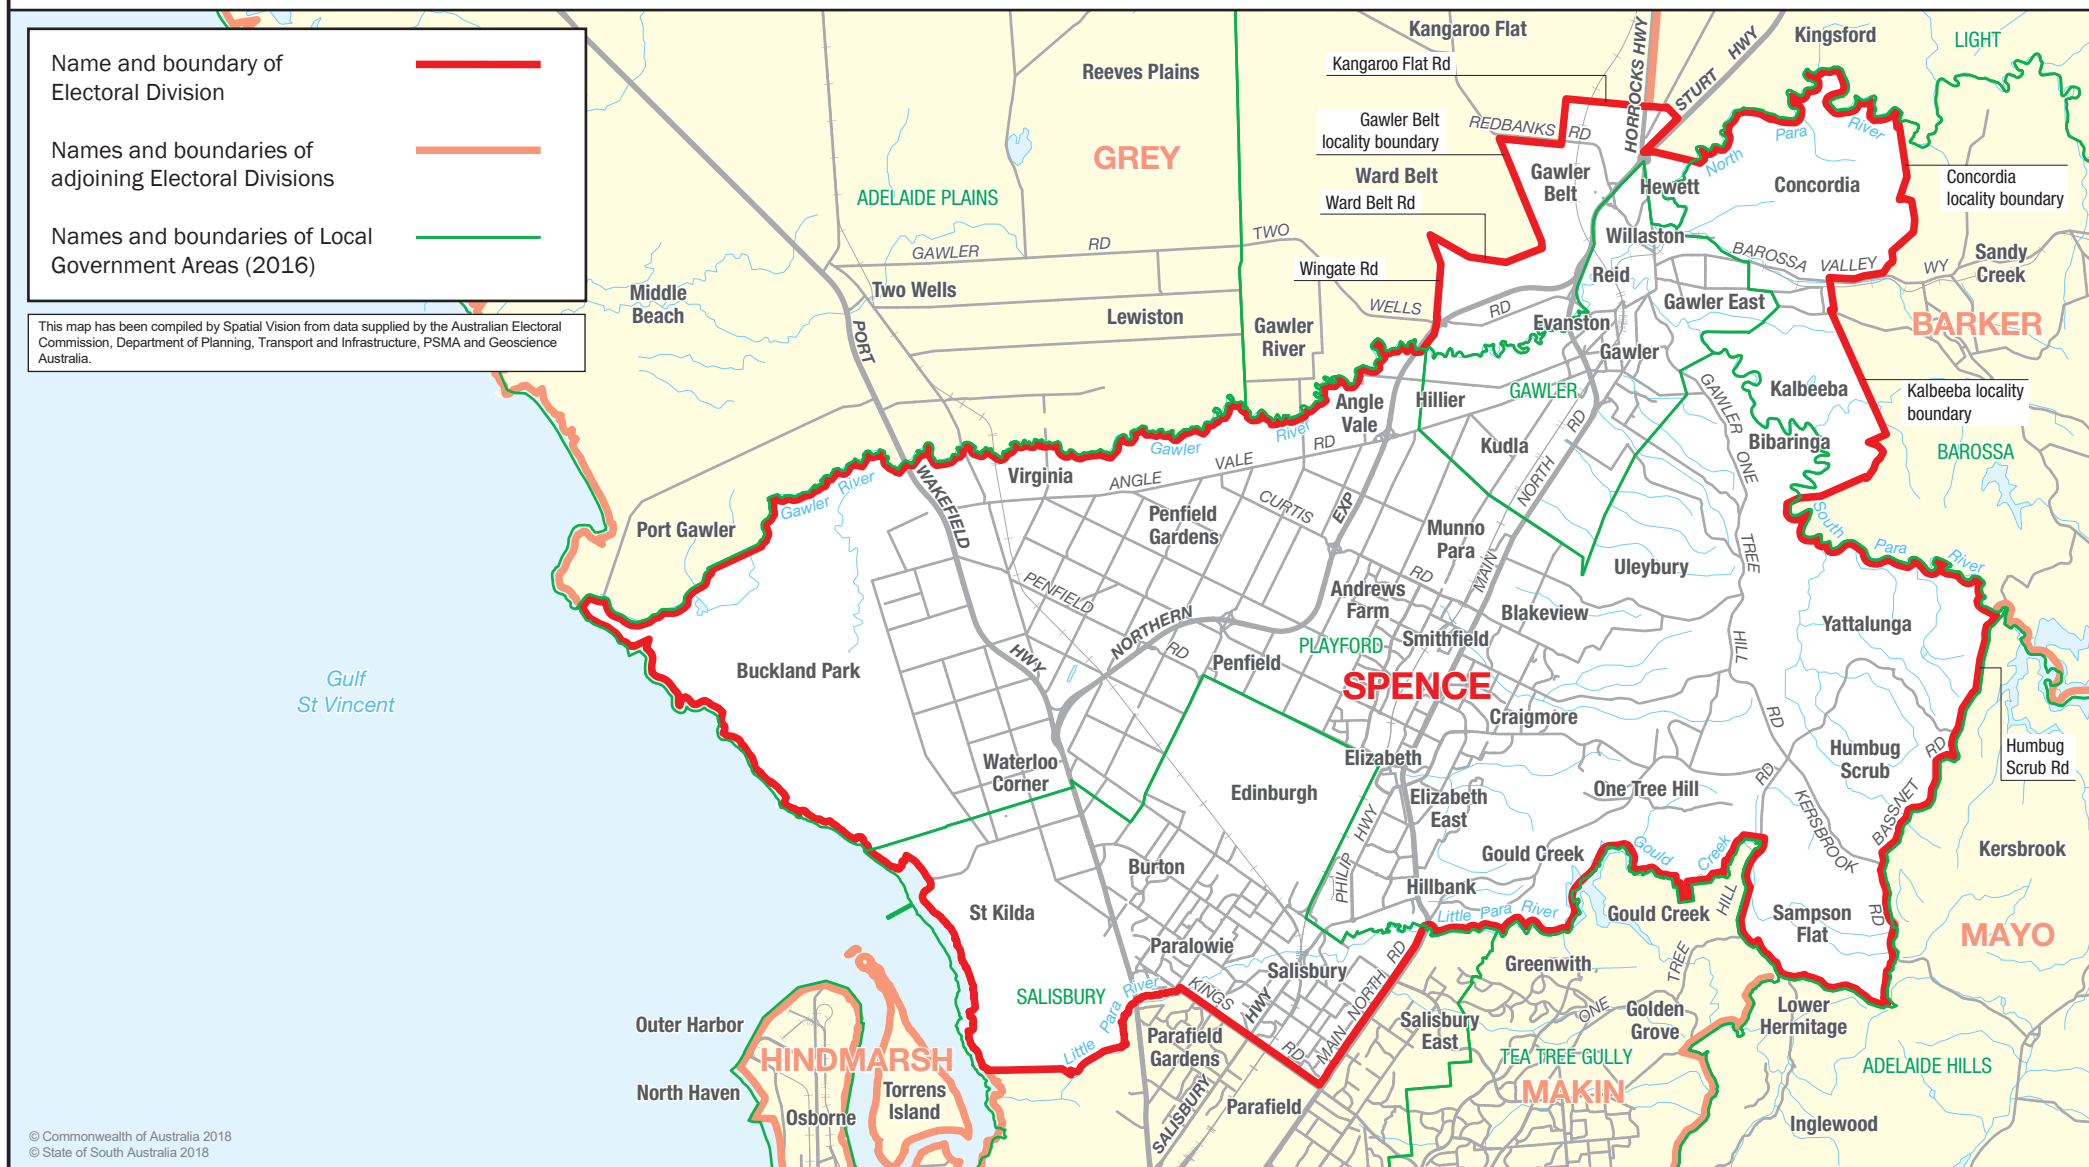 Name and boundary of
Electoral Division
Names and boundaries of
adjoining Electoral Divisions
Names and boundaries of Local
Government Areas (2016)
This map has been compiled by Spatial Vision from data supplied by the Australian Electoral
Commission, Department of Planning, Transport and Infrastructure, PSMA and Geoscience
Australia.
Kangaroo Flat
Kingsford
LIGHT
Reeves Plains
Kangaroo Flat Rd
HORROCKS HWY
STURT HWY
Gawler Belt
locality boundary
REDBANKS RD
GREY
Ward Belt
Gawler
Belt
Hewett
North Para River
Concordia
Concordia
locality boundary
ADELAIDE PLAINS
Ward Belt Rd
Willaston
GAWLER RD
TWO
BAROSSA VALLEY WY
Sandy
Creek
Wingate Rd
Reid
Two Wells
Middle
Beach
WELLS RD
Gawler East
BARKER
Lewiston
Gawler
River
Evanston
PORT
Gawler
Angle
Vale
Hillier
GAWLER
Kalbeeba
Kalbeeba locality
boundary
Kudla
Bibaringa
BAROSSA
Gawler River
Gawler River
Virginia
ANGLE VALE RD
WAKEFIELD
CURTIS
EXP
MAIN NORTH RD
GAWLER ONE TREE HILL RD
Port Gawler
Penfield
Gardens
Munno
Para
South Para River
Uleybury
PENFIELD RD
Andrews
Farm
RD
Blakeview
NORTHERN
Yattalunga
PLAYFORD
Smithfield
HWY
Buckland Park
Penfield
SPENCE
Gulf
St Vincent
Craigmore
Humbug
Scrub
Humbug
Scrub Rd
Waterloo
Corner
Elizabeth
RD
Edinburgh
Elizabeth
East
One Tree Hill
KERSBROOK RD
BASSNET RD
PHILIP HWY
Burton
Gould Creek
Gould Creek
Kersbrook
Hillbank
St Kilda
Little Para River
Gould Creek
HILL
Sampson
Flat
MAYO
Paralowie
Salisbury
Greenwith
TREE
SALISBURY
KINGS RD
HWY
MAIN NORTH RD
ONE
Golden
Grove
Lower
Hermitage
Outer Harbor
Little Para River
Parafield
Gardens
Salisbury
East
HINDMARSH
TEA TREE GULLY
ADELAIDE HILLS
North Haven
Torrens
Island
MAKIN
Osborne
SALISBURY
Parafield
Inglewood
© Commonwealth of Australia 2018
© State of South Australia 2018